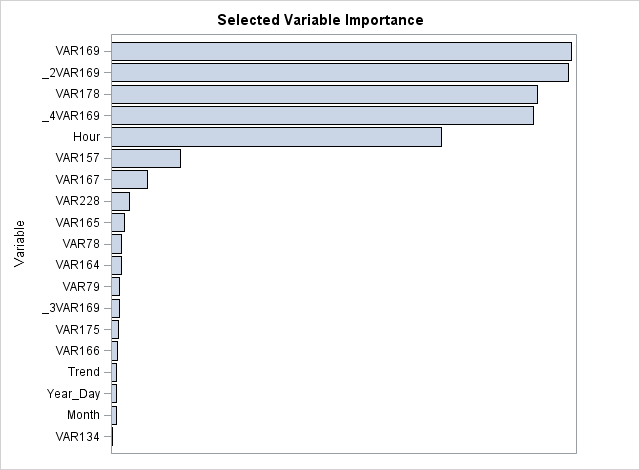 Selected Variable Importance
VAR169
_2VAR169
VAR178
_4VAR169
Hour
VAR157
VAR167
VAR228
VAR165
VAR78
VAR164
VAR79
_3VAR169
VAR175
VAR166
Trend
Year_Day
Month
VAR134
Variable